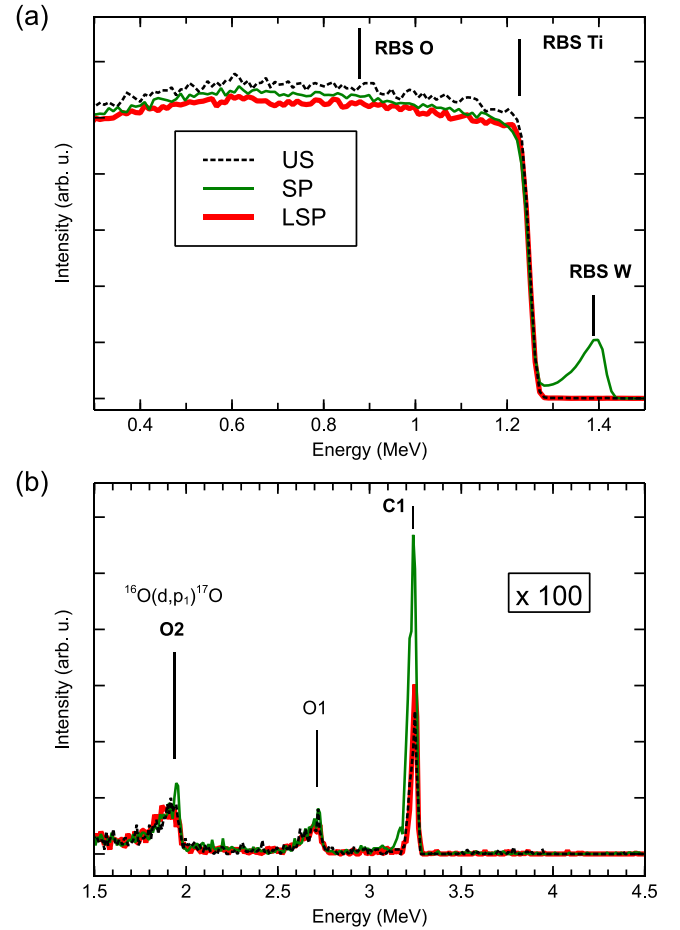 (a)
RBS O
RBS Ti
US
SP
LSP
RBS W
Intensity (arb. u.)
0.4 0.6 0.8 1 1.2 1.4
Energy (MeV)
(b)
C1
x 100
¹⁶O(d,p₁)¹⁷O
O2
O1
Intensity (arb. u.)
1.5 2 2.5 3 3.5 4 4.5
Energy (MeV)